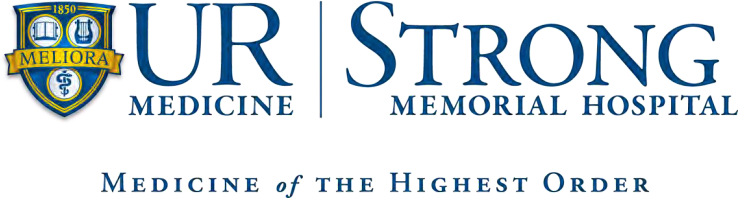 1850
MELIORA
UR | STRONG
MEDICINE | MEMORIAL HOSPITAL
MEDICINE of THE HIGHEST ORDER